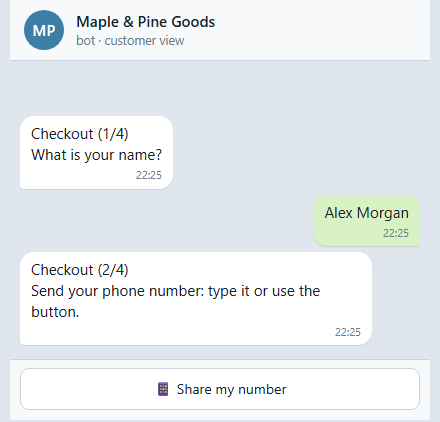 MP
Maple & Pine Goods
bot · customer view
Checkout (1/4)
What is your name?
22:25
Alex Morgan
22:25
Checkout (2/4)
Send your phone number: type it or use the
button.
22:25
Share my number